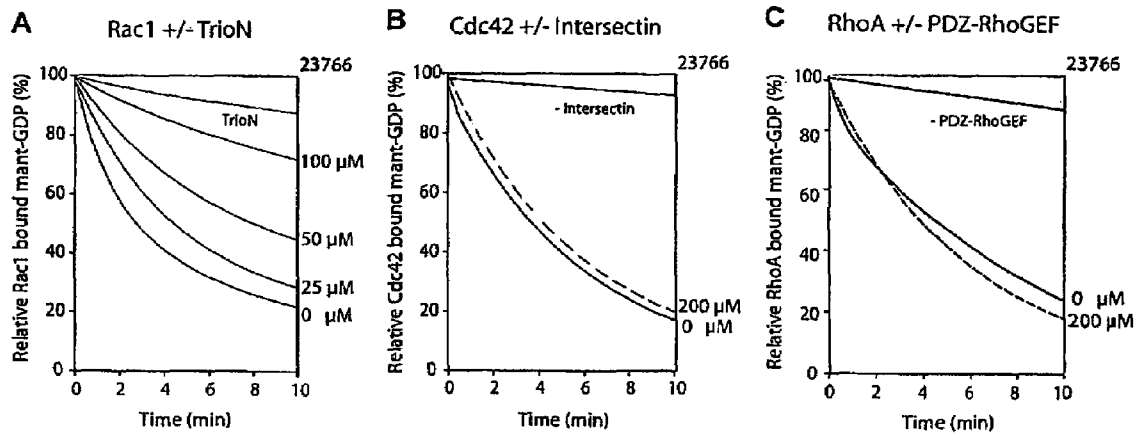 A
Rac1 +/- TrioN
Relative Rac1 bound mant-GDP (%)
100
80
60
40
20
0
0 2 4 6 8 10
Time (min)
23766
TrioN
100 µM
50 µM
25 µM
0 µM
B
Cdc42 +/- Intersectin
Relative Cdc42 bound mant-GDP (%)
100
80
60
40
20
0
0 2 4 6 8 10
Time (min)
23766
- Intersectin
200 µM
0 µM
C
RhoA +/- PDZ-RhoGEF
Relative RhoA bound mant-GDP (%)
100
80
60
40
20
0
0 2 4 6 8 10
Time (min)
23766
- PDZ-RhoGEF
0 µM
200 µM